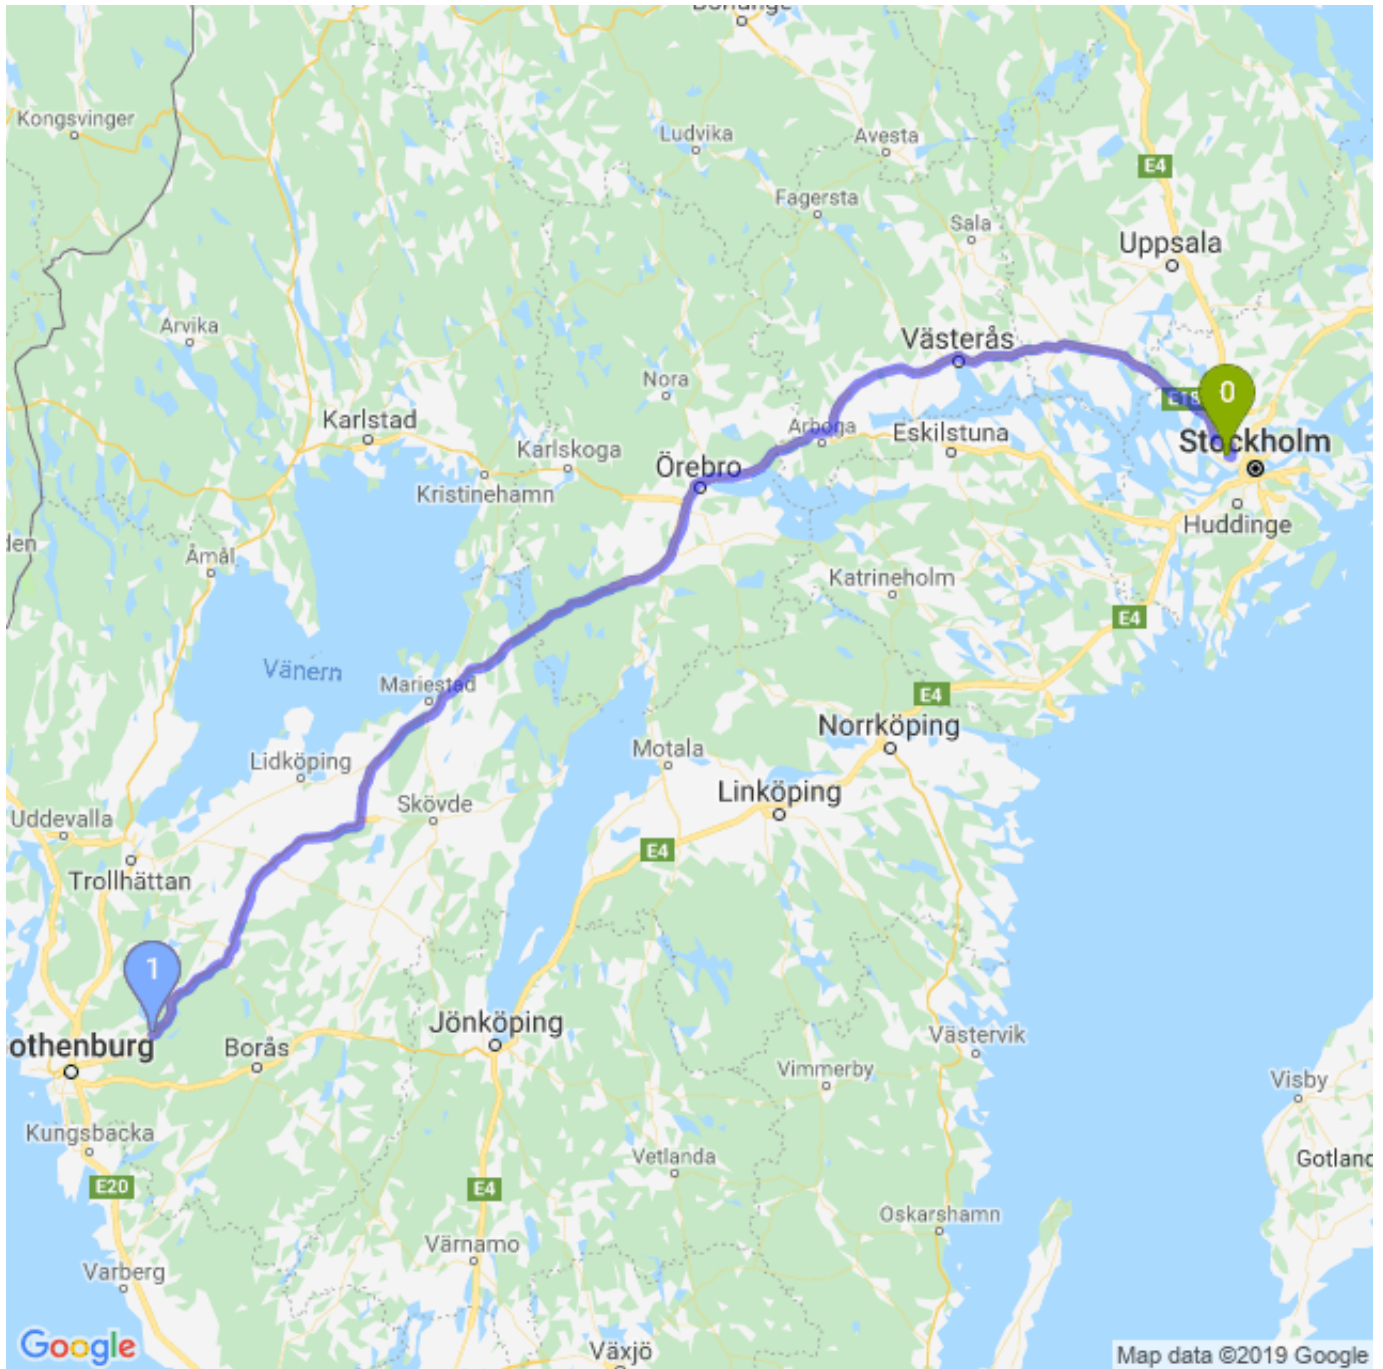 Kongsvinger
Ludvika
Avesta
E4
Fagersta
Sala
Uppsala
Arvika
Västerås
Nora
E18
0
Karlstad
Arboga
Eskilstuna
Stockholm
Karlskoga
Örebro
Kristinehamn
Huddinge
Åmål
Katrineholm
E4
Vänern
Mariestad
E4
Norrköping
Motala
Lidköping
Linköping
Skövde
Uddevalla
E4
Trollhättan
1
Jönköping
Västervik
othenburg
Borås
Vimmerby
Visby
Kungsbacka
Vetlanda
Gotland
E20
E4
Oskarshamn
Värnamo
Varberg
Google
Växjö
Map data ©2019 Google